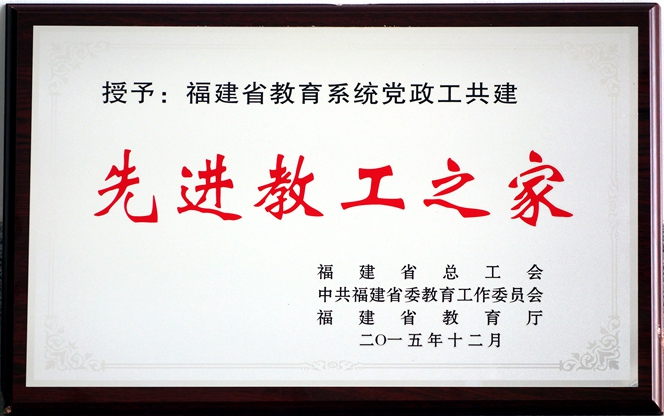 授予：福建省教育系统党政工共建
先进教工之家
福建省总工会
中共福建省委教育工作委员会
福建省教育厅
二〇一五年十二月